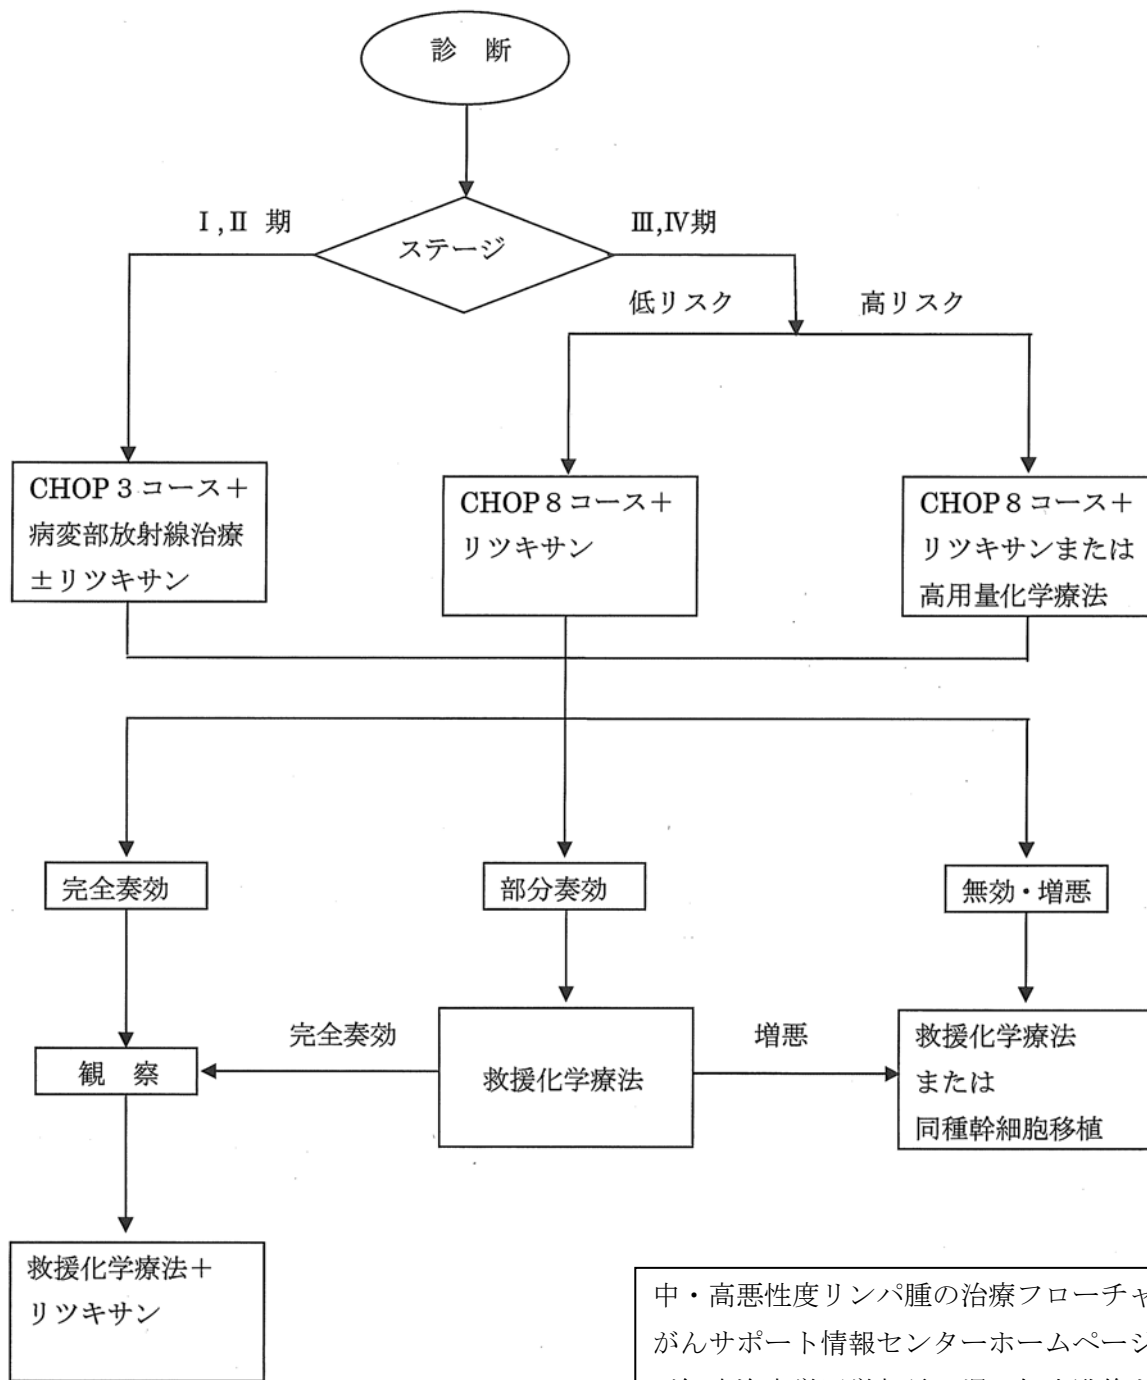 診 断
Ⅰ,Ⅱ 期
ステージ
Ⅲ,Ⅳ期
低リスク
高リスク
CHOP 3 コース+
病変部放射線治療
±リツキサン
CHOP 8 コース+
リツキサン
CHOP 8 コース+
リツキサンまたは
高用量化学療法
完全奏効
部分奏効
無効・増悪
観 察
完全奏効
救援化学療法
増悪
救援化学療法
または
同種幹細胞移植
救援化学療法+
リツキサン
中・高悪性度リンパ腫の治療フローチャ
がんサポート情報センターホームページ